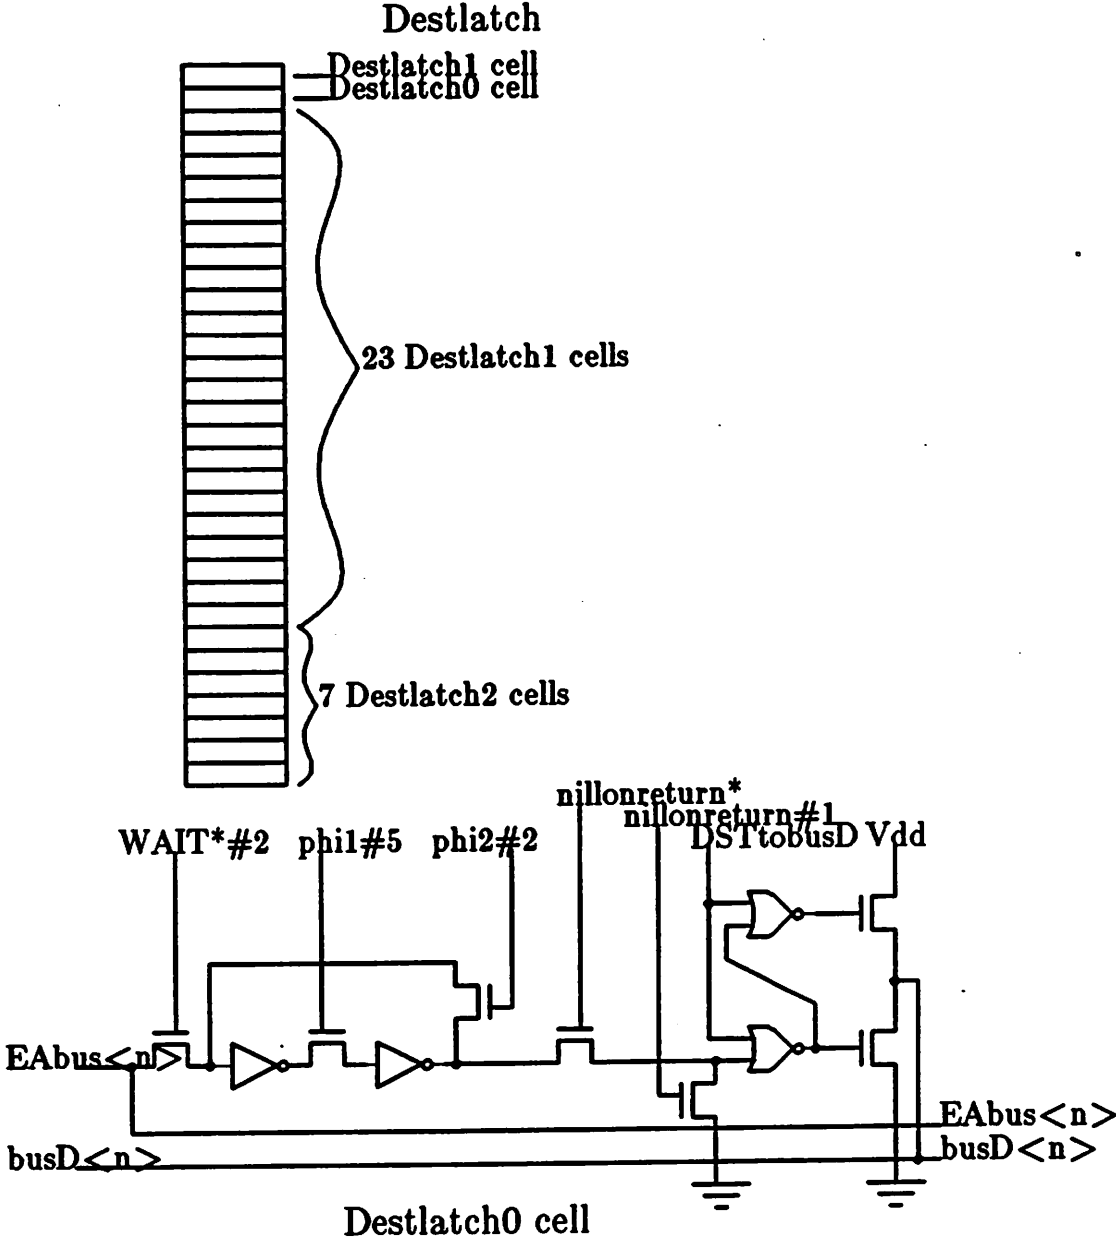 Destlatch
Destlatch1 cell
Destlatch0 cell
23 Destlatch1 cells
7 Destlatch2 cells
nillonreturn*
nillonreturn#1
WAIT*#2 phi1#5 phi2#2 DSTtobusD Vdd
EAbus<n>
EAbus<n>
busD<n>
busD<n>
Destlatch0 cell